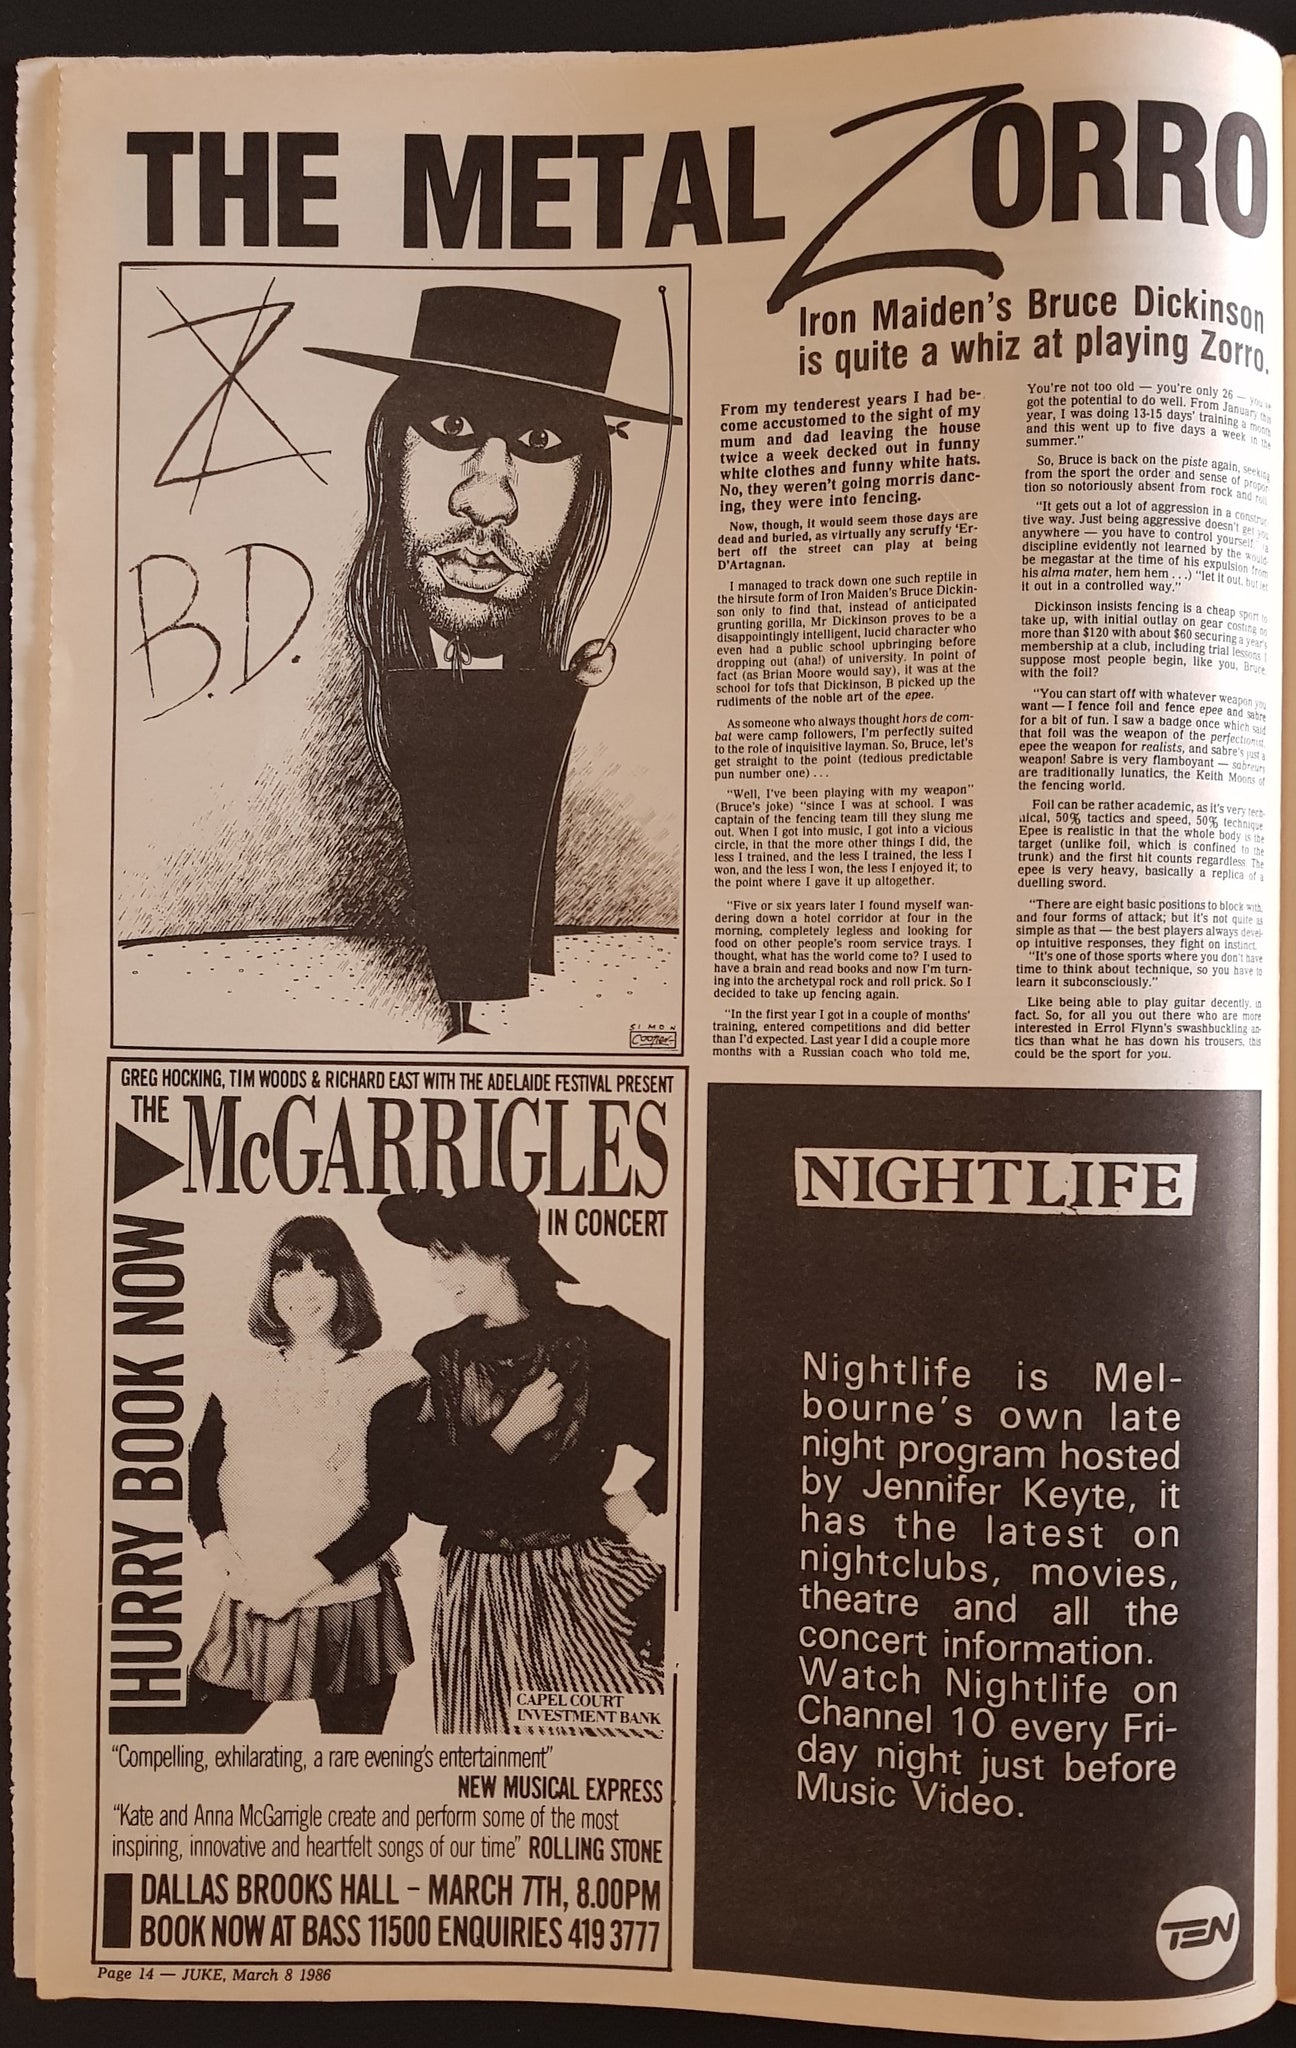 THE METAL ZORRO
Z
B.D.
SIMON
Cooper
Iron Maiden's Bruce Dickinson
is quite a whiz at playing Zorro.
From my tenderest years I had be-
come accustomed to the sight of my
mum and dad leaving the house
twice a week decked out in funny
white clothes and funny white hats.
No, they weren't going morris danc-
ing, they were into fencing.
Now, though, it would seem those days are
dead and buried, as virtually any scruffy 'Er-
bert off the street can play at being
D'Artagnan.
I managed to track down one such reptile in
the hirsute form of Iron Maiden's Bruce Dickin-
son only to find that, instead of anticipated
grunting gorilla, Mr Dickinson proves to be a
disappointingly intelligent, lucid character who
even had a public school upbringing before
dropping out (aha!) of university. In point of
fact (as Brian Moore would say), it was at the
school for tofs that Dickinson, B picked up the
rudiments of the noble art of the epee.
As someone who always thought hors de com-
bat were camp followers, I'm perfectly suited
to the role of inquisitive layman. So, Bruce, let's
get straight to the point (tedious predictable
pun number one) ...
"Well, I've been playing with my weapon"
(Bruce's joke) "since I was at school. I was
captain of the fencing team till they slung me
out. When I got into music, I got into a vicious
circle, in that the more other things I did, the
less I trained, and the less I trained, the less I
won, and the less I won, the less I enjoyed it; to
the point where I gave it up altogether.
"Five or six years later I found myself wan-
dering down a hotel corridor at four in the
morning, completely legless and looking for
food on other people's room service trays. I
thought, what has the world come to? I used to
have a brain and read books and now I'm turn-
ing into the archetypal rock and roll prick. So I
decided to take up fencing again.
"In the first year I got in a couple of months'
training, entered competitions and did better
than I'd expected. Last year I did a couple more
months with a Russian coach who told me,
You're not too old — you're only 26 — you've
got the potential to do well. From January this
year, I was doing 13-15 days' training a month
and this went up to five days a week in the
summer."
So, Bruce is back on the piste again, seeking
from the sport the order and sense of propor-
tion so notoriously absent from rock and roll.
"It gets out a lot of aggression in a construc-
tive way. Just being aggressive doesn't get you
anywhere — you have to control yourself, (a
discipline evidently not learned by the would-
be megastar at the time of his expulsion from
his alma mater, hem hem ...) "let it out, but let
it out in a controlled way."
Dickinson insists fencing is a cheap sport to
take up, with initial outlay on gear costing no
more than $120 with about $60 securing a year's
membership at a club, including trial lessons. I
suppose most people begin, like you, Bruce,
with the foil?
"You can start off with whatever weapon you
want — I fence foil and fence epee and sabre
for a bit of fun. I saw a badge once which said
that foil was the weapon of the perfectionist,
epee the weapon for realists, and sabre's just a
weapon! Sabre is very flamboyant — sabreurs
are traditionally lunatics, the Keith Moons of
the fencing world.
Foil can be rather academic, as it's very tech-
nical, 50% tactics and speed, 50% technique
Epee is realistic in that the whole body is the
target (unlike foil, which is confined to the
trunk) and the first hit counts regardless. The
epee is very heavy, basically a replica of a
duelling sword.
"There are eight basic positions to block with,
and four forms of attack; but it's not quite as
simple as that — the best players always devel-
op intuitive responses, they fight on instinct.
"It's one of those sports where you don't have
time to think about technique, so you have to
learn it subconsciously."
Like being able to play guitar decently, in
fact. So, for all you out there who are more
interested in Errol Flynn's swashbuckling an-
tics than what he has down his trousers, this
could be the sport for you.
GREG HOCKING, TIM WOODS & RICHARD EAST WITH THE ADELAIDE FESTIVAL PRESENT
THE McGARRIGLES
IN CONCERT
HURRY BOOK NOW
CAPEL COURT
INVESTMENT BANK
"Compelling, exhilarating, a rare evening's entertainment"
NEW MUSICAL EXPRESS
"Kate and Anna McGarrigle create and perform some of the most
inspiring, innovative and heartfelt songs of our time" ROLLING STONE
DALLAS BROOKS HALL – MARCH 7TH, 8.00PM
BOOK NOW AT BASS 11500 ENQUIRIES 419 3777
NIGHTLIFE
Nightlife is Mel-
bourne's own late
night program hosted
by Jennifer Keyte, it
has the latest on
nightclubs, movies,
theatre and all the
concert information.
Watch Nightlife on
Channel 10 every Fri-
day night just before
Music Video.
TEN
Page 14 — JUKE, March 8 1986